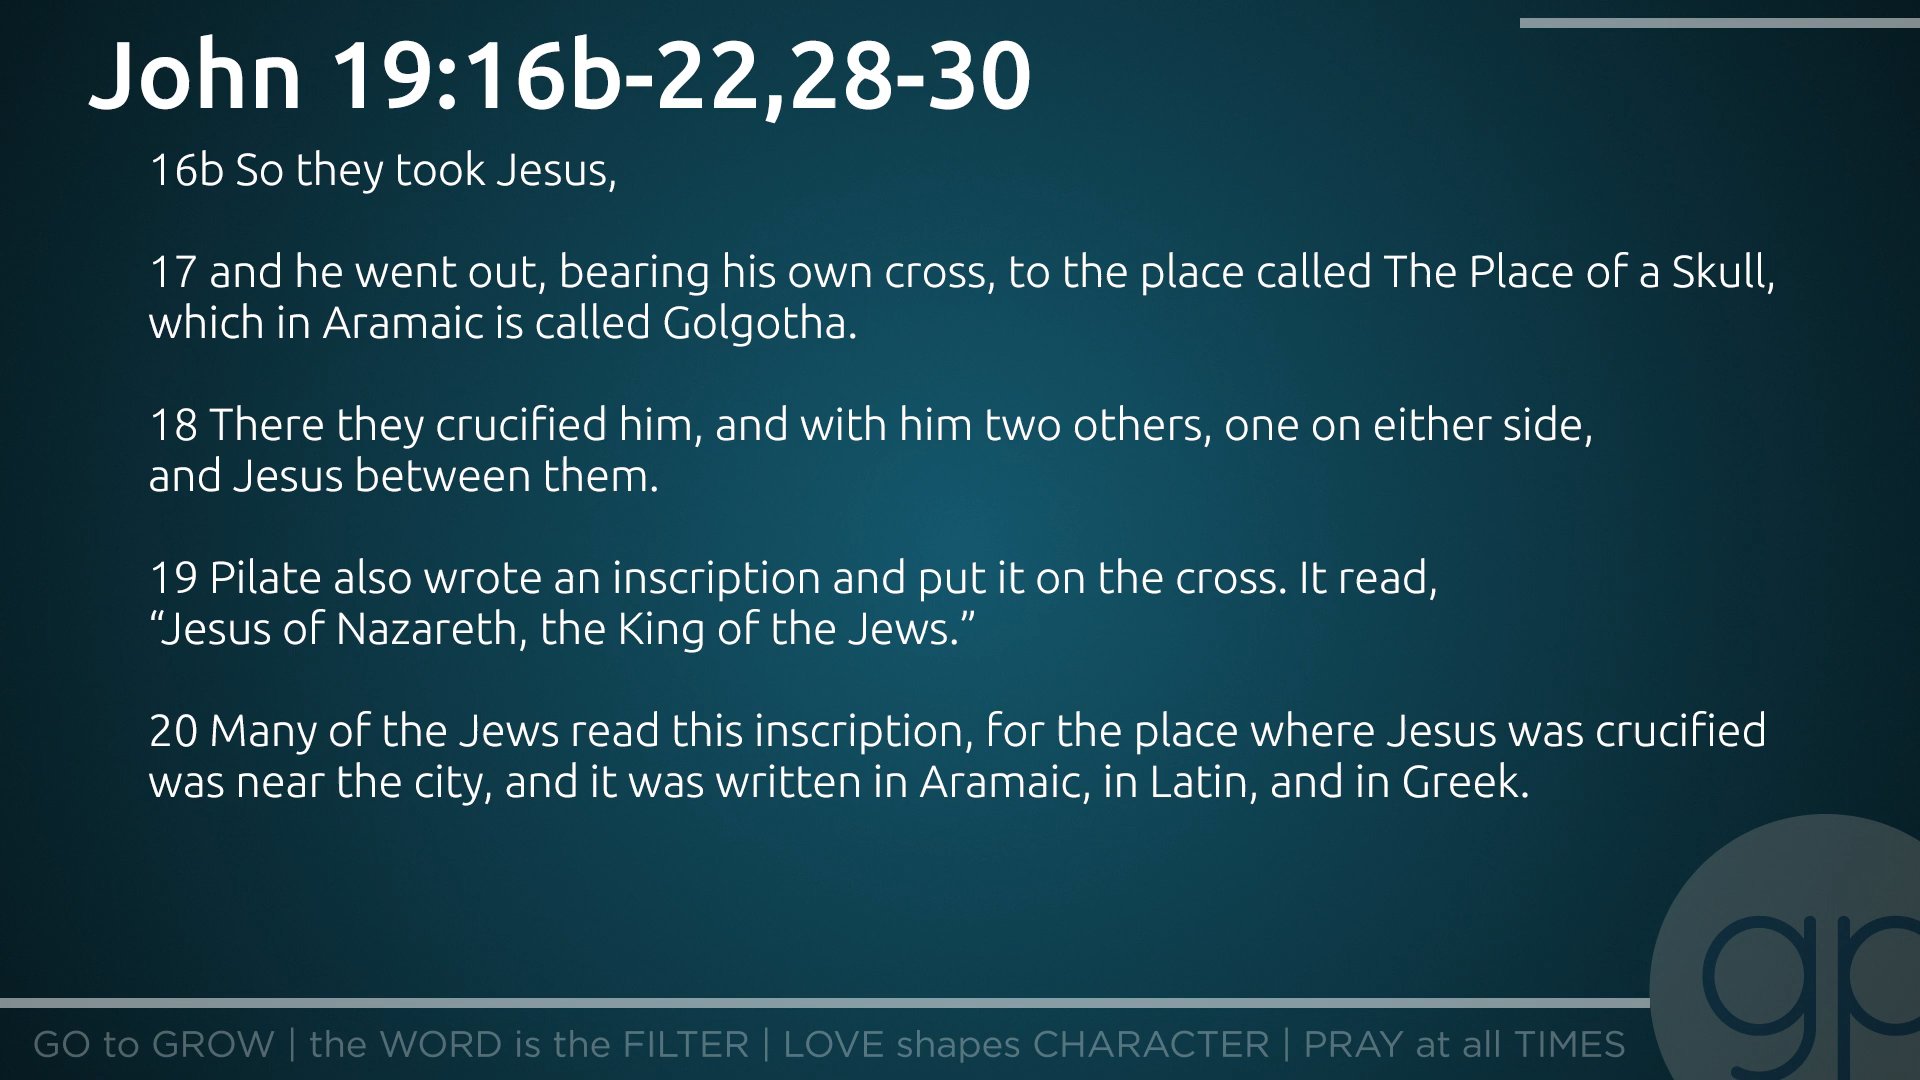 John 19:16b-22,28-30
16b So they took Jesus,
17 and he went out, bearing his own cross, to the place called The Place of a Skull,
which in Aramaic is called Golgotha.
18 There they crucified him, and with him two others, one on either side,
and Jesus between them.
19 Pilate also wrote an inscription and put it on the cross. It read,
“Jesus of Nazareth, the King of the Jews.”
20 Many of the Jews read this inscription, for the place where Jesus was crucified
was near the city, and it was written in Aramaic, in Latin, and in Greek.
gp
GO to GROW | the WORD is the FILTER | LOVE shapes CHARACTER | PRAY at all TIMES